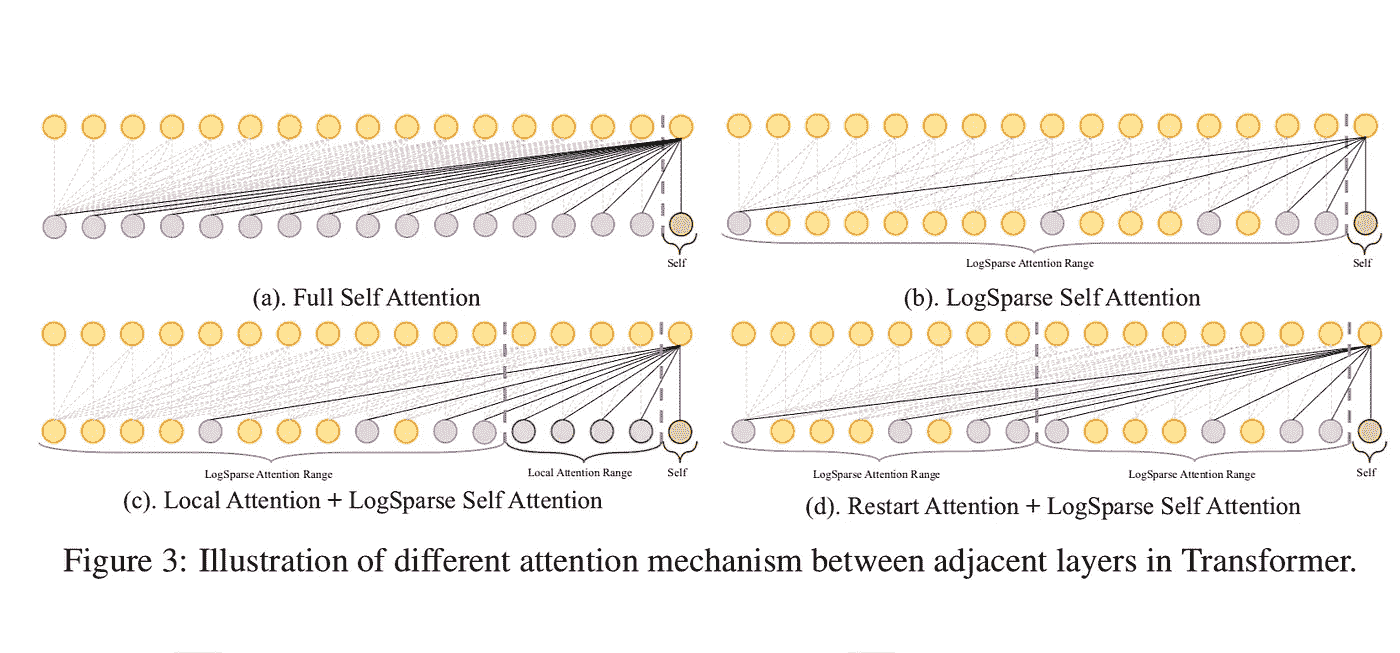 Self
(a). Full Self Attention
LogSparse Attention Range
Self
(b). LogSparse Self Attention
LogSparse Attention Range
Local Attention Range
Self
(c). Local Attention + LogSparse Self Attention
LogSparse Attention Range
LogSparse Attention Range
Self
(d). Restart Attention + LogSparse Self Attention
Figure 3: Illustration of different attention mechanism between adjacent layers in Transformer.